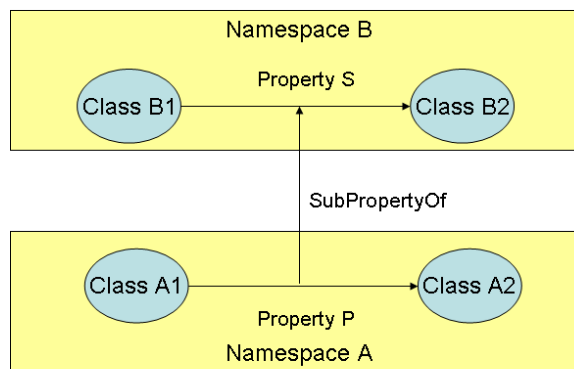 Namespace B
Property S
Class B1
Class B2
SubPropertyOf
Class A1
Class A2
Property P
Namespace A